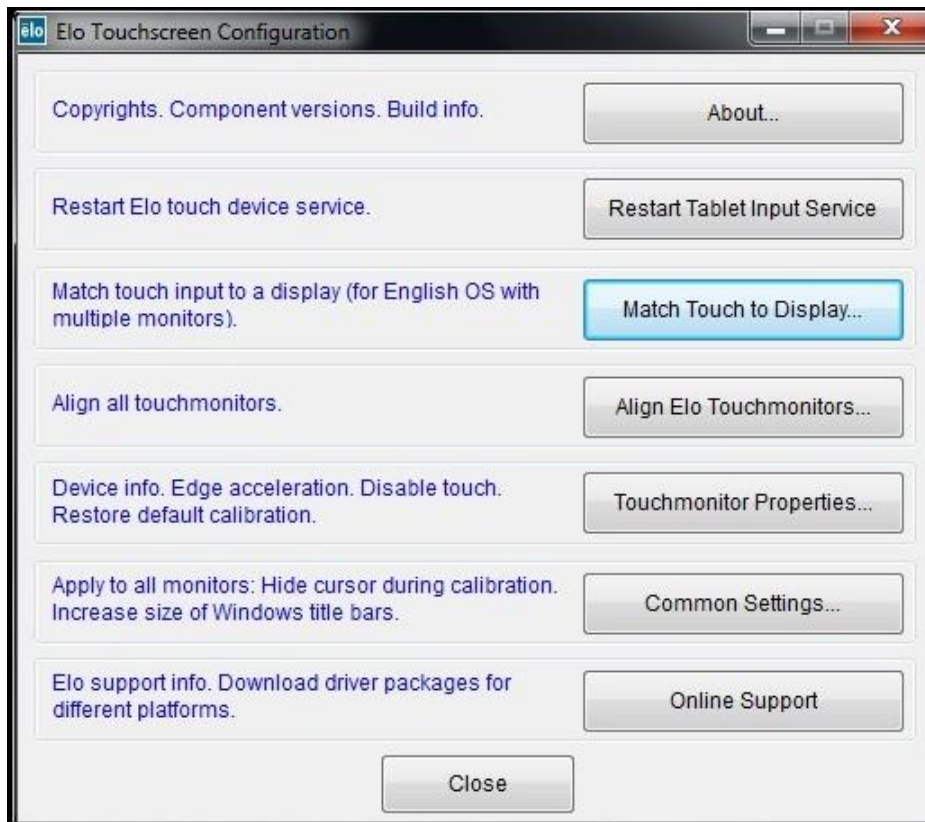 elo Elo Touchscreen Configuration
Copyrights. Component versions. Build info.
About...
Restart Elo touch device service.
Restart Tablet Input Service
Match touch input to a display (for English OS with
multiple monitors).
Match Touch to Display...
Align all touchmonitors.
Align Elo Touchmonitors...
Device info. Edge acceleration. Disable touch.
Restore default calibration.
Touchmonitor Properties...
Apply to all monitors: Hide cursor during calibration.
Increase size of Windows title bars.
Common Settings...
Elo support info. Download driver packages for
different platforms.
Online Support
Close